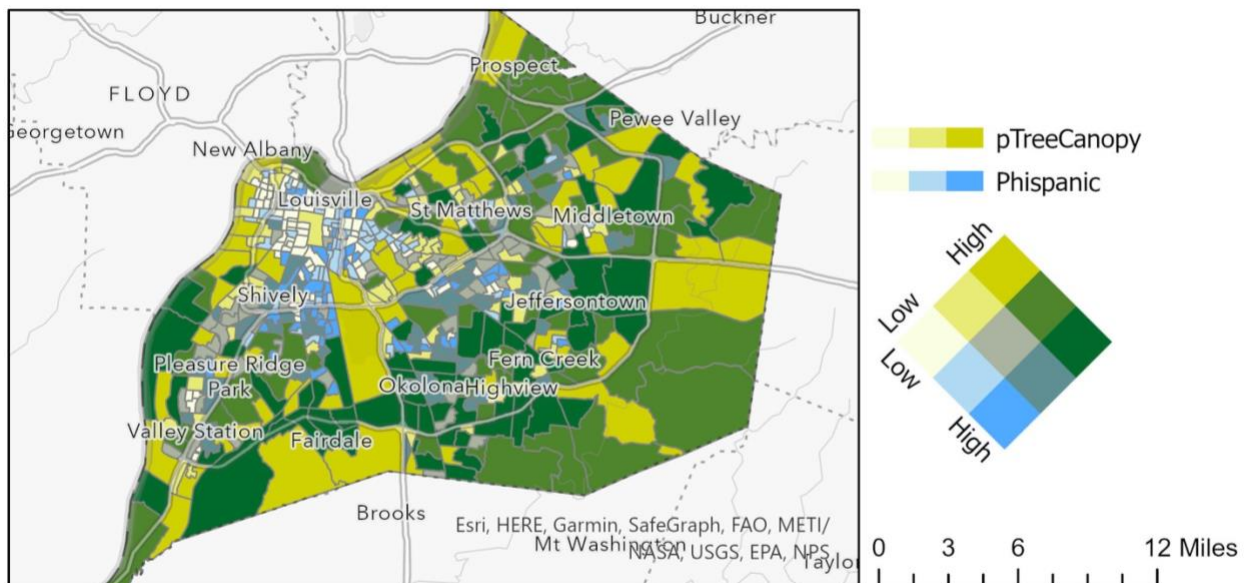 Buckner
Prospect
FLOYD
Pewee Valley
Georgetown
New Albany
Louisville
St Matthews
Middletown
Shively
Jeffersontown
Pleasure Ridge
Park
Fern Creek
Okolona
Highview
Valley Station
Fairdale
Brooks
Esri, HERE, Garmin, SafeGraph, FAO, METI/
Mt Washington
NASA, USGS, EPA, NPS
Taylor
pTreeCanopy
Phispanic
High
Low
Low
High
0 3 6 12 Miles